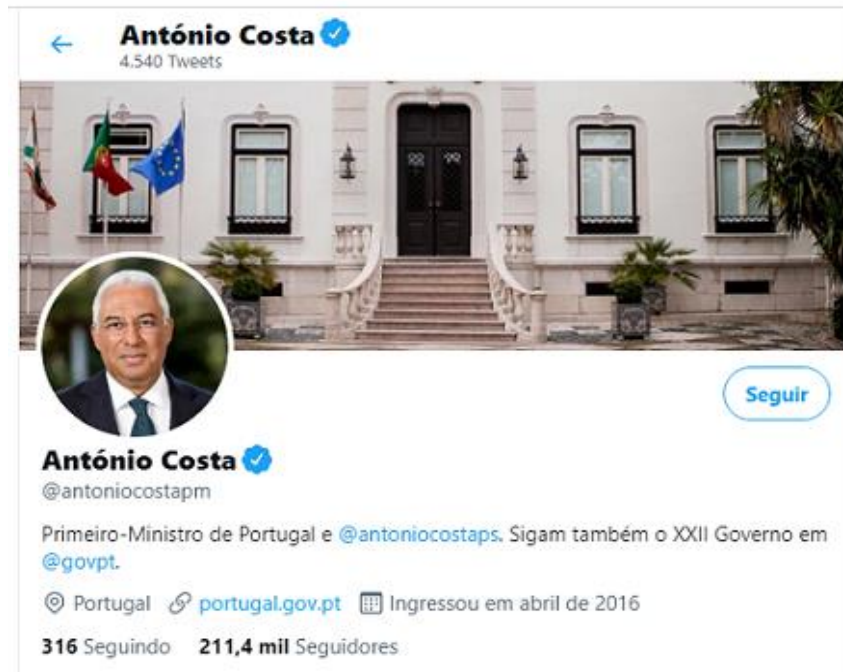 António Costa
4.540 Tweets
Seguir
António Costa
@antoniocostapm
Primeiro-Ministro de Portugal e @antoniocostaps. Sigam também o XXII Governo em
@govpt.
Portugal portugal.gov.pt Ingressou em abril de 2016
316 Seguindo 211,4 mil Seguidores